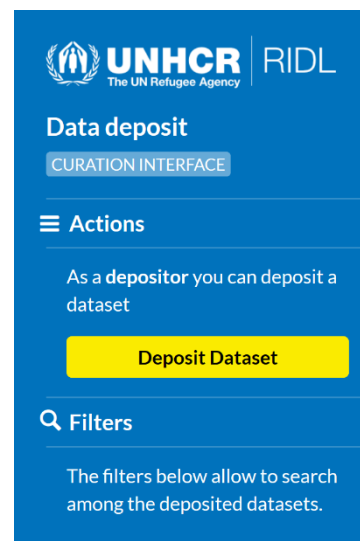 UNHCR RIDL
The UN Refugee Agency
Data deposit
CURATION INTERFACE
Actions
As a depositor you can deposit a
dataset
Deposit Dataset
Filters
The filters below allow to search
among the deposited datasets.